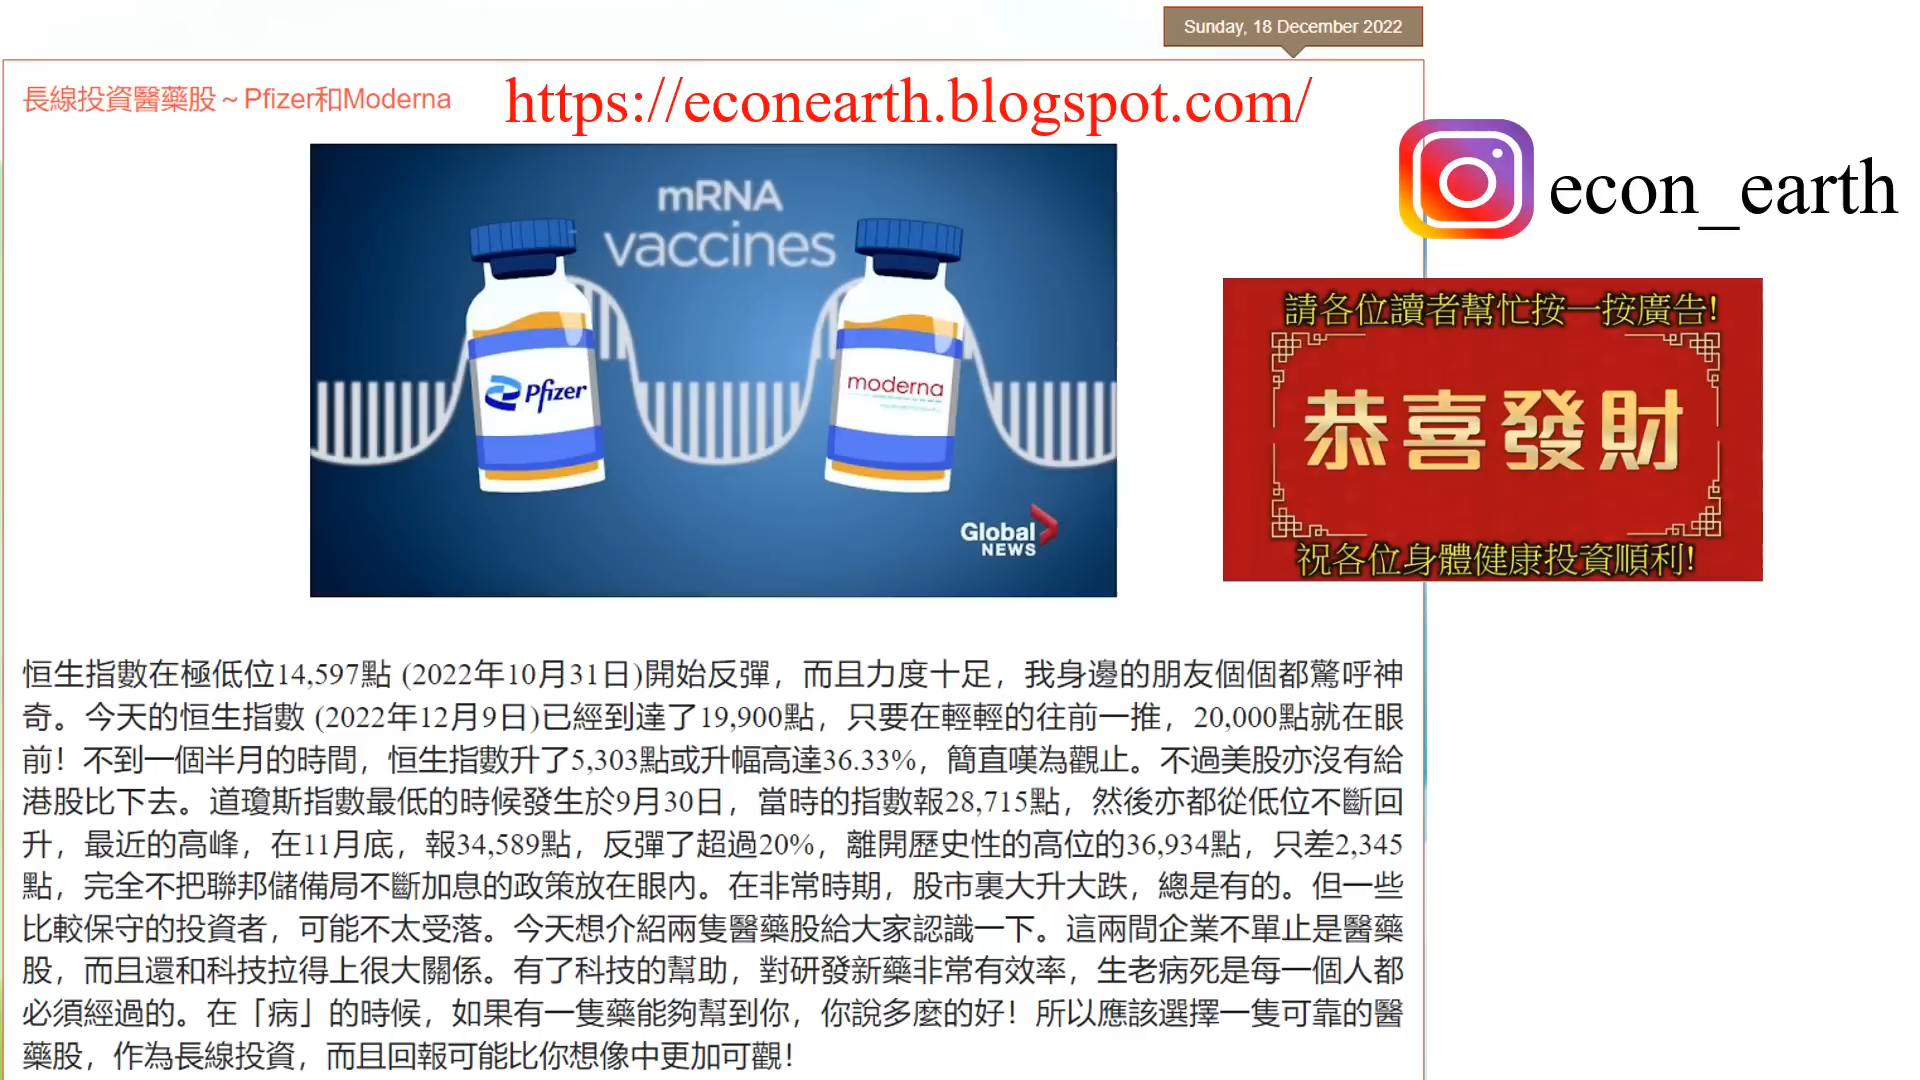 Sunday, 18 December 2022
長線投資醫藥股～Pfizer和Moderna
https://econearth.blogspot.com/
econ_earth
mRNA
vaccines
Pfizer
moderna
Global
NEWS
請各位讀者幫忙按一按廣告!
恭喜發財
祝各位身體健康投資順利!
恒生指數在極低位14,597點 (2022年10月31日)開始反彈，而且力度十足，我身邊的朋友個個都驚呼神
奇。今天的恒生指數 (2022年12月9日)已經到達了19,900點，只要在輕輕的往前一推，20,000點就在眼
前！不到一個半月的時間，恒生指數升了5,303點或升幅高達36.33%，簡直嘆為觀止。不過美股亦沒有給
港股比下去。道瓊斯指數最低的時候發生於9月30日，當時的指數報28,715點，然後亦都從低位不斷回
升，最近的高峰，在11月底，報34,589點，反彈了超過20%，離開歷史性的高位的36,934點，只差2,345
點，完全不把聯邦儲備局不斷加息的政策放在眼內。在非常時期，股市裏大升大跌，總是有的。但一些
比較保守的投資者，可能不太受落。今天想介紹兩隻醫藥股給大家認識一下。這兩間企業不單止是醫藥
股，而且還和科技拉得上很大關係。有了科技的幫助，對研發新藥非常有效率，生老病死是每一個人都
必須經過的。在「病」的時候，如果有一隻藥能夠幫到你，你說多麼的好！所以應該選擇一隻可靠的醫
藥股，作為長線投資，而且回報可能比你想像中更加可觀！